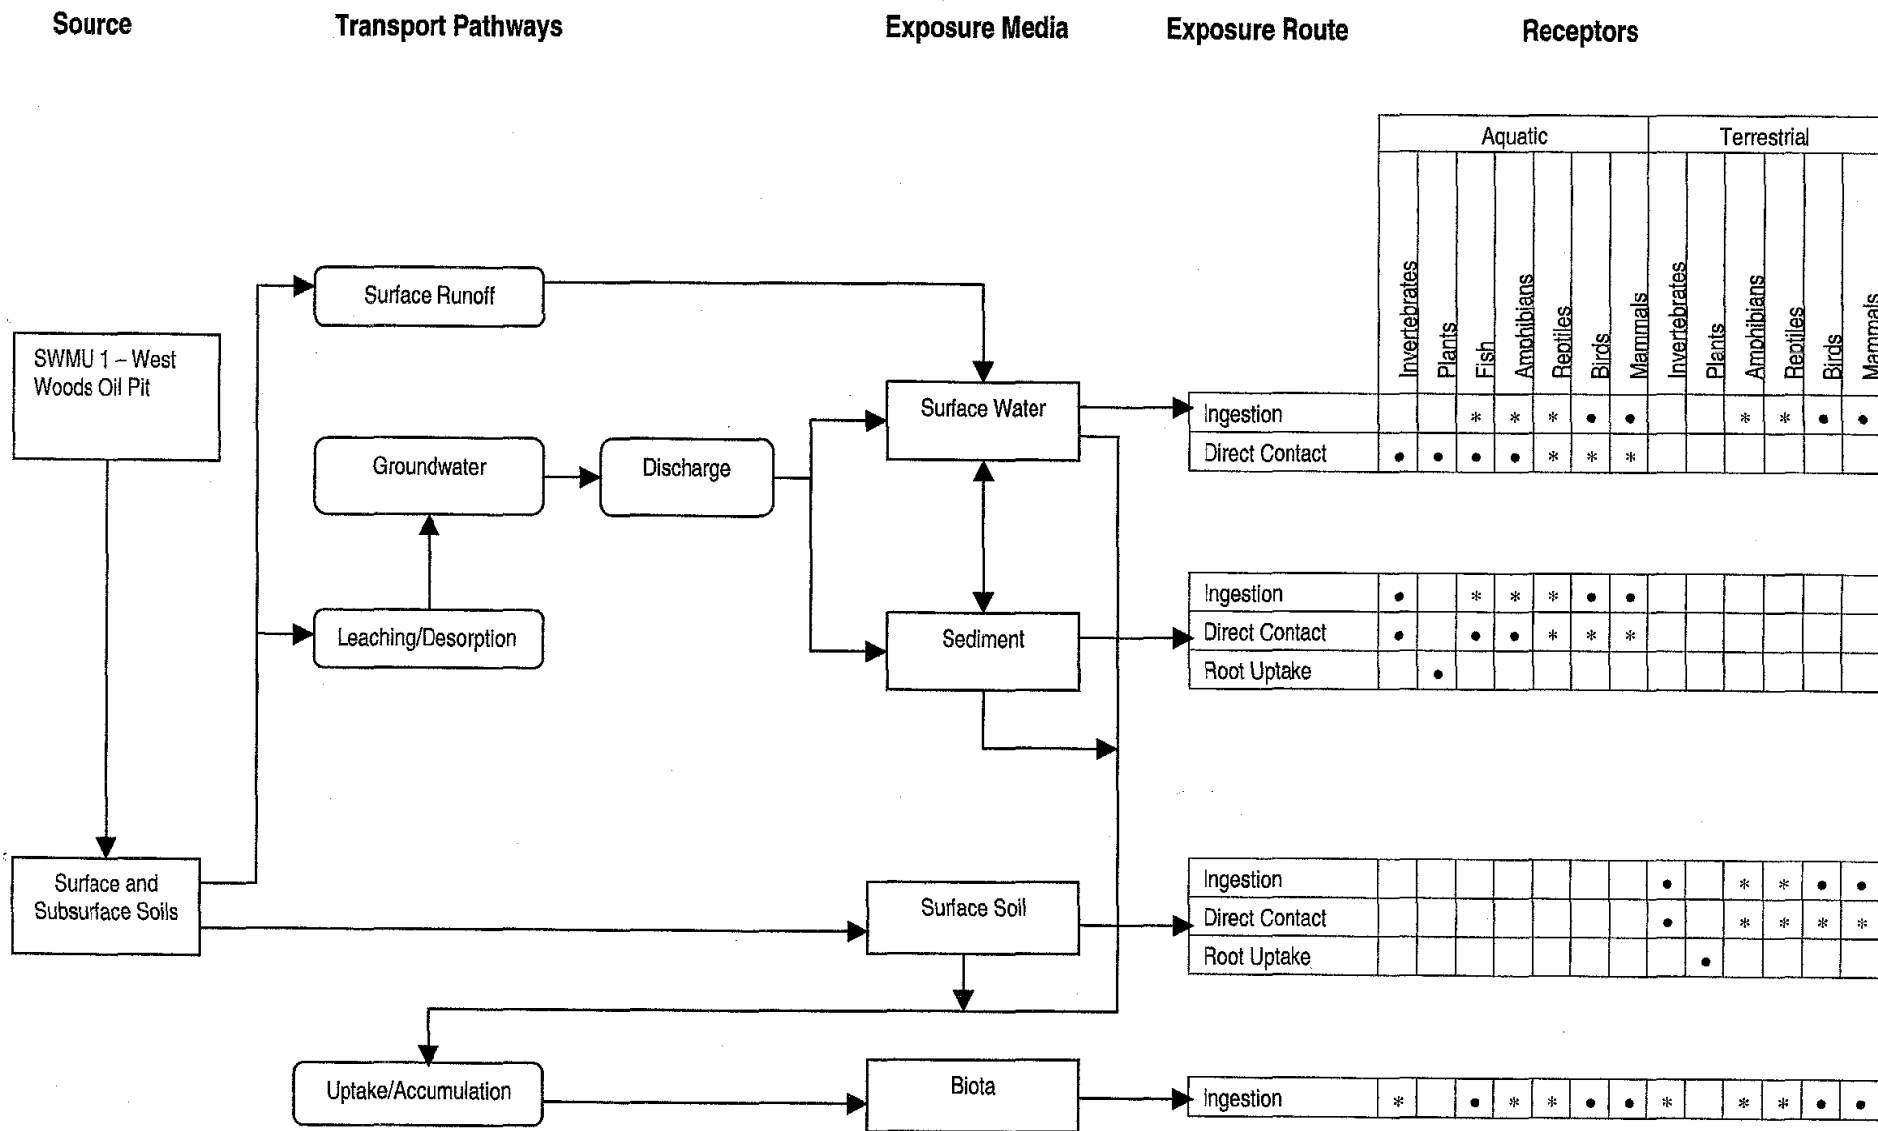 Source
Transport Pathways
Exposure Media
Exposure Route
Receptors
Aquatic
Terrestrial
Invertebrates
Plants
Fish
Amphibians
Reptiles
Birds
Mammals
Invertebrates
Plants
Amphibians
Reptiles
Birds
Mammals
Surface Runoff
SWMU 1 – West
Woods Oil Pit
Groundwater
Discharge
Surface Water
Ingestion * * * • • * * • •
Direct Contact • • • • * * *
Leaching/Desorption
Sediment
Ingestion • * * * • •
Direct Contact • • • * * *
Root Uptake •
Surface and
Subsurface Soils
Surface Soil
Ingestion • * * • •
Direct Contact • * * * *
Root Uptake •
Uptake/Accumulation
Biota
Ingestion * • * * • • * * * • •